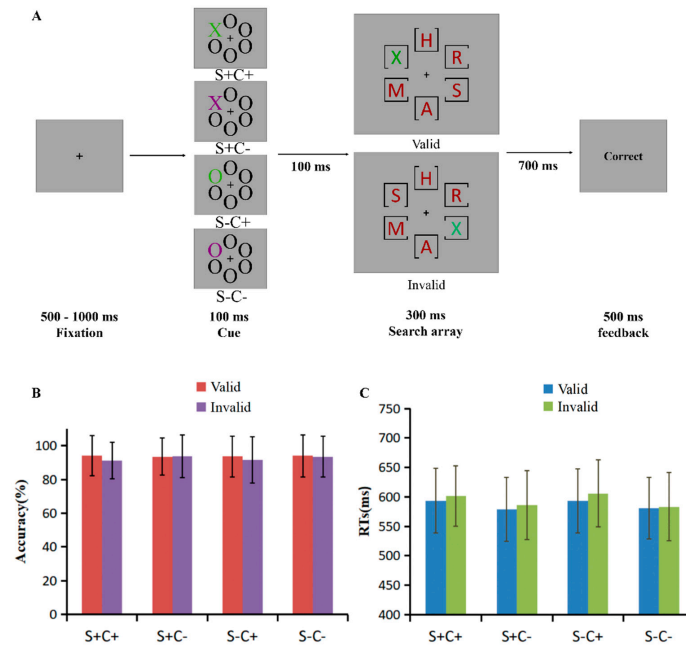 A
X O O O O O
+
S+C+
X O O O O O
+
S+C-
O O O O O O
+
S-C+
O O O O O O
+
S-C-
+
100 ms
H
X R
+
M S
A
Valid
H
S R
+
M X
A
Invalid
700 ms
Correct
500 - 1000 ms
Fixation
100 ms
Cue
300 ms
Search array
500 ms
feedback
B
Valid
Invalid
Accuracy(%)
100
80
60
40
20
0
S+C+ S+C- S-C+ S-C-
C
Valid
Invalid
RTs(ms)
750
700
650
600
550
500
450
400
S+C+ S+C- S-C+ S-C-